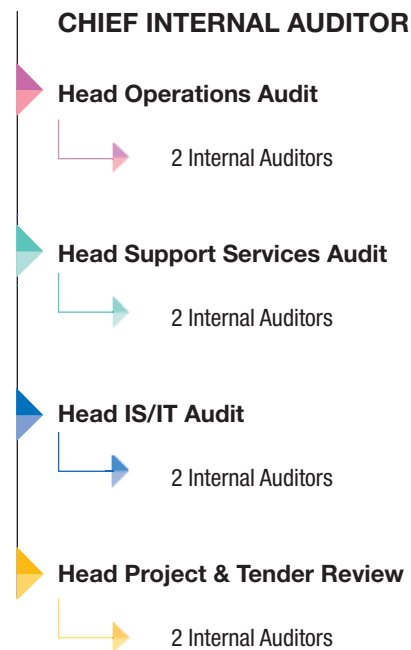 CHIEF INTERNAL AUDITOR
Head Operations Audit
2 Internal Auditors
Head Support Services Audit
2 Internal Auditors
Head IS/IT Audit
2 Internal Auditors
Head Project & Tender Review
2 Internal Auditors